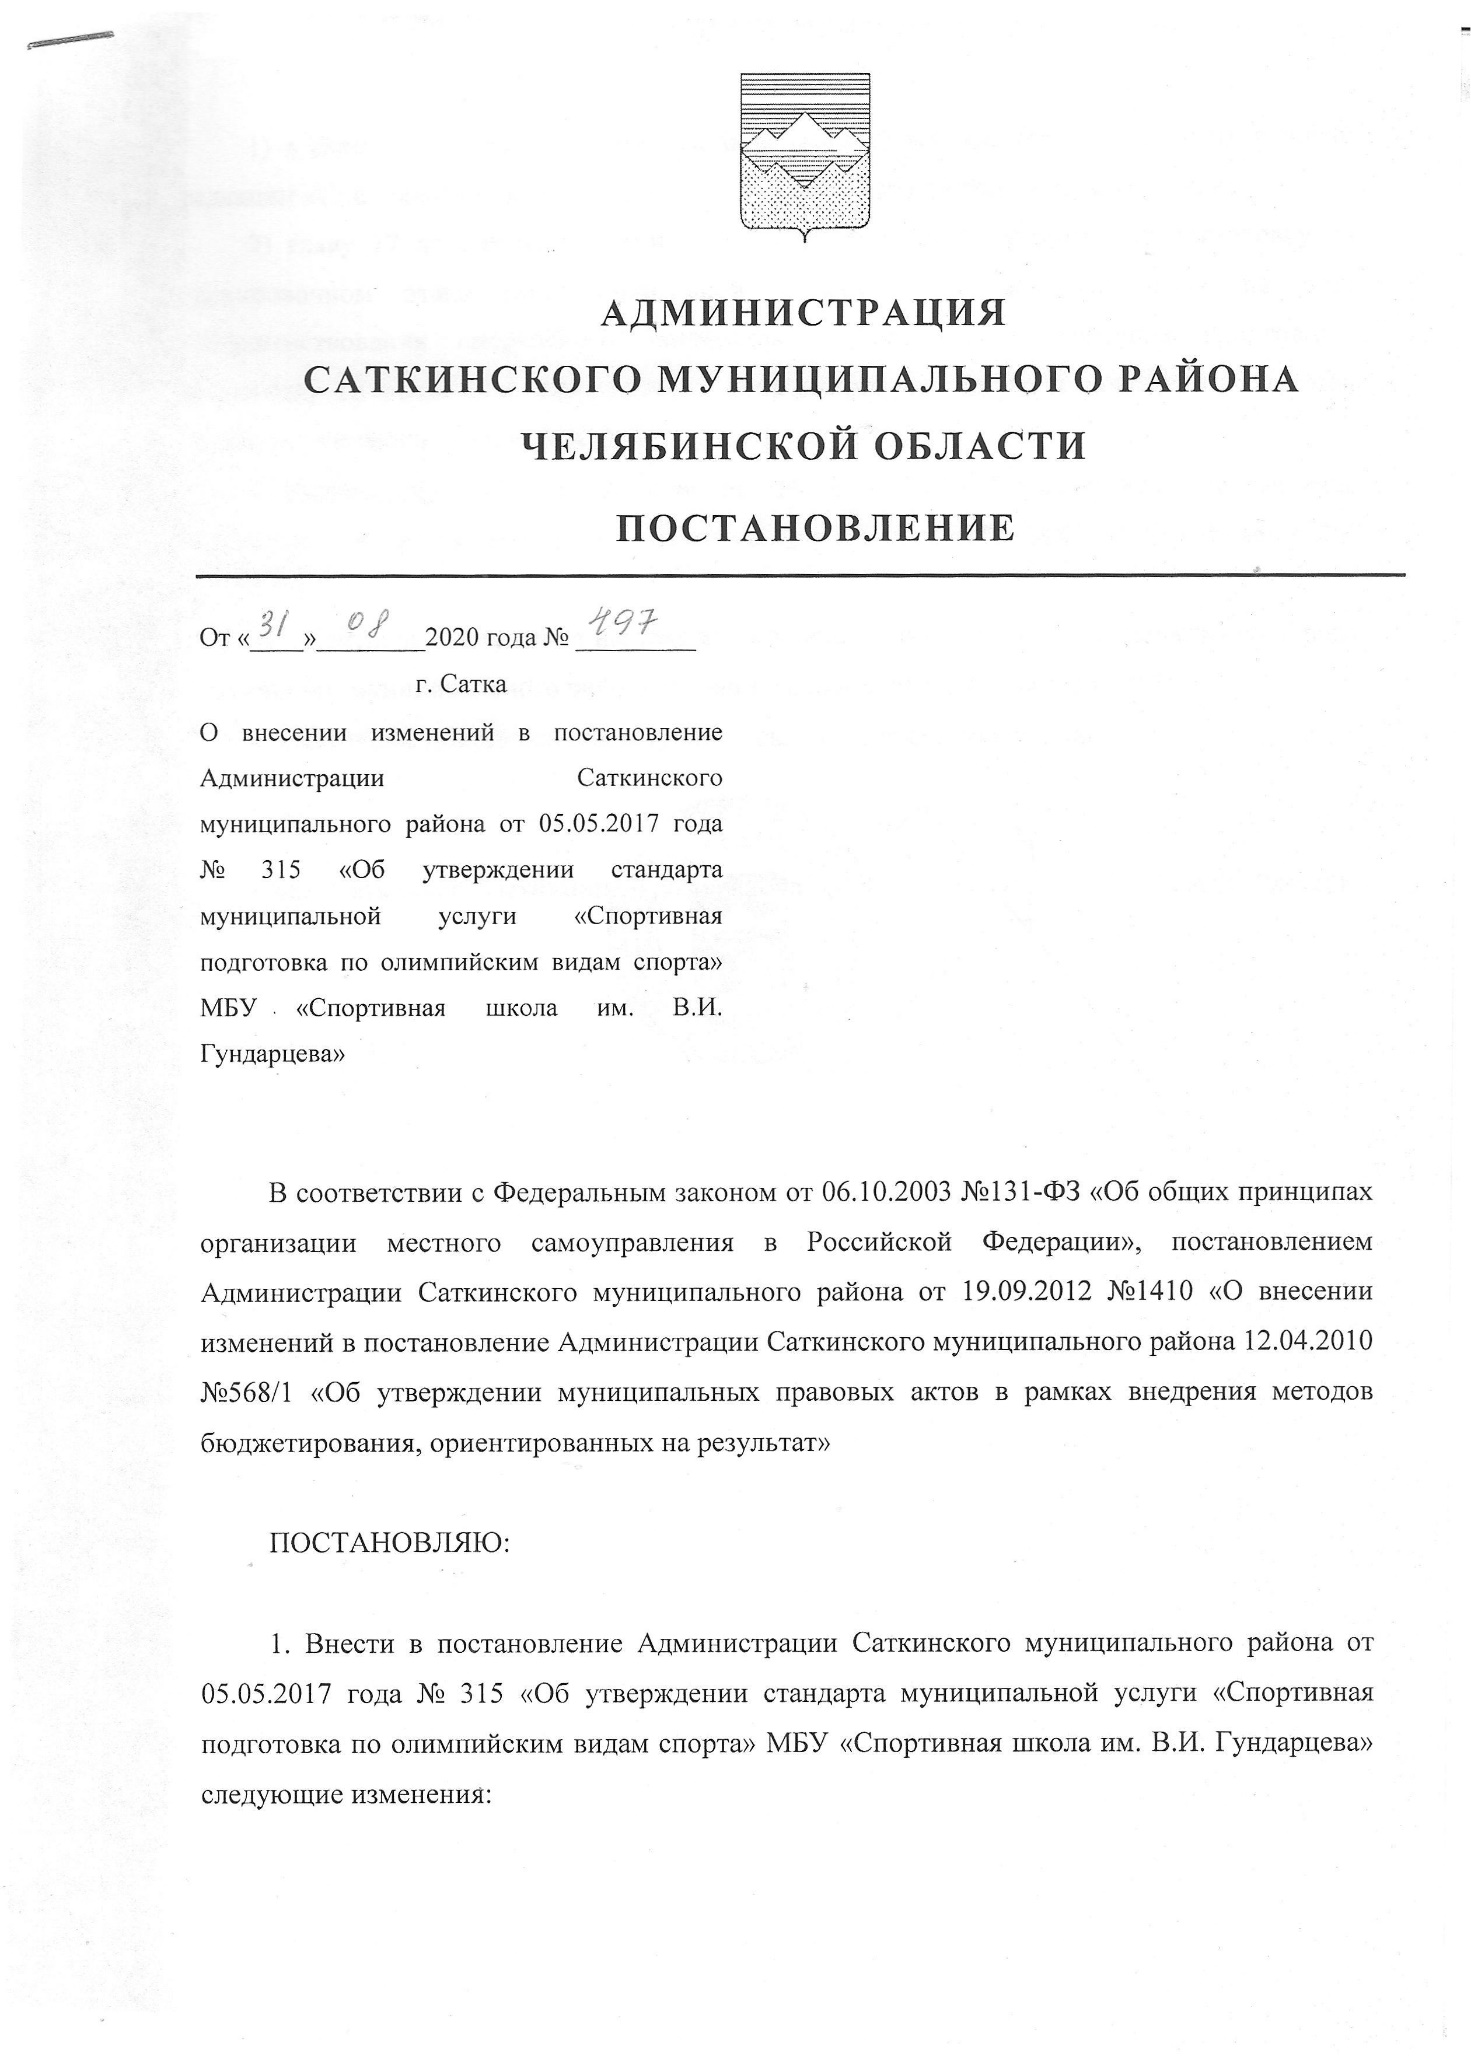 АДМИНИСТРАЦИЯ
САТКИНСКОГО МУНИЦИПАЛЬНОГО РАЙОНА
ЧЕЛЯБИНСКОЙ ОБЛАСТИ
ПОСТАНОВЛЕНИЕ
От «31» 08 2020 года № 497
г. Сатка
О внесении изменений в постановление
Администрации Саткинского
муниципального района от 05.05.2017 года
№ 315 «Об утверждении стандарта
муниципальной услуги «Спортивная
подготовка по олимпийским видам спорта»
МБУ «Спортивная школа им. В.И.
Гундарцева»
В соответствии с Федеральным законом от 06.10.2003 №131-ФЗ «Об общих принципах
организации местного самоуправления в Российской Федерации», постановлением
Администрации Саткинского муниципального района от 19.09.2012 №1410 «О внесении
изменений в постановление Администрации Саткинского муниципального района 12.04.2010
№568/1 «Об утверждении муниципальных правовых актов в рамках внедрения методов
бюджетирования, ориентированных на результат»
ПОСТАНОВЛЯЮ:
1. Внести в постановление Администрации Саткинского муниципального района от
05.05.2017 года № 315 «Об утверждении стандарта муниципальной услуги «Спортивная
подготовка по олимпийским видам спорта» МБУ «Спортивная школа им. В.И. Гундарцева»
следующие изменения: